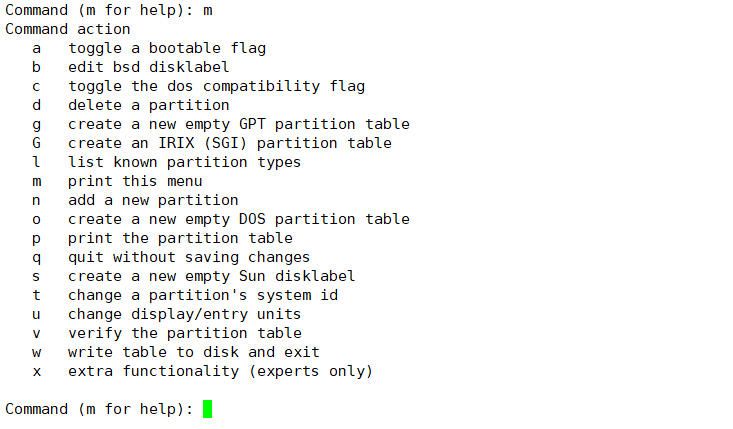 Command (m for help): m
Command action
   a   toggle a bootable flag
   b   edit bsd disklabel
   c   toggle the dos compatibility flag
   d   delete a partition
   g   create a new empty GPT partition table
   G   create an IRIX (SGI) partition table
   l   list known partition types
   m   print this menu
   n   add a new partition
   o   create a new empty DOS partition table
   p   print the partition table
   q   quit without saving changes
   s   create a new empty Sun disklabel
   t   change a partition's system id
   u   change display/entry units
   v   verify the partition table
   w   write table to disk and exit
   x   extra functionality (experts only)

Command (m for help):